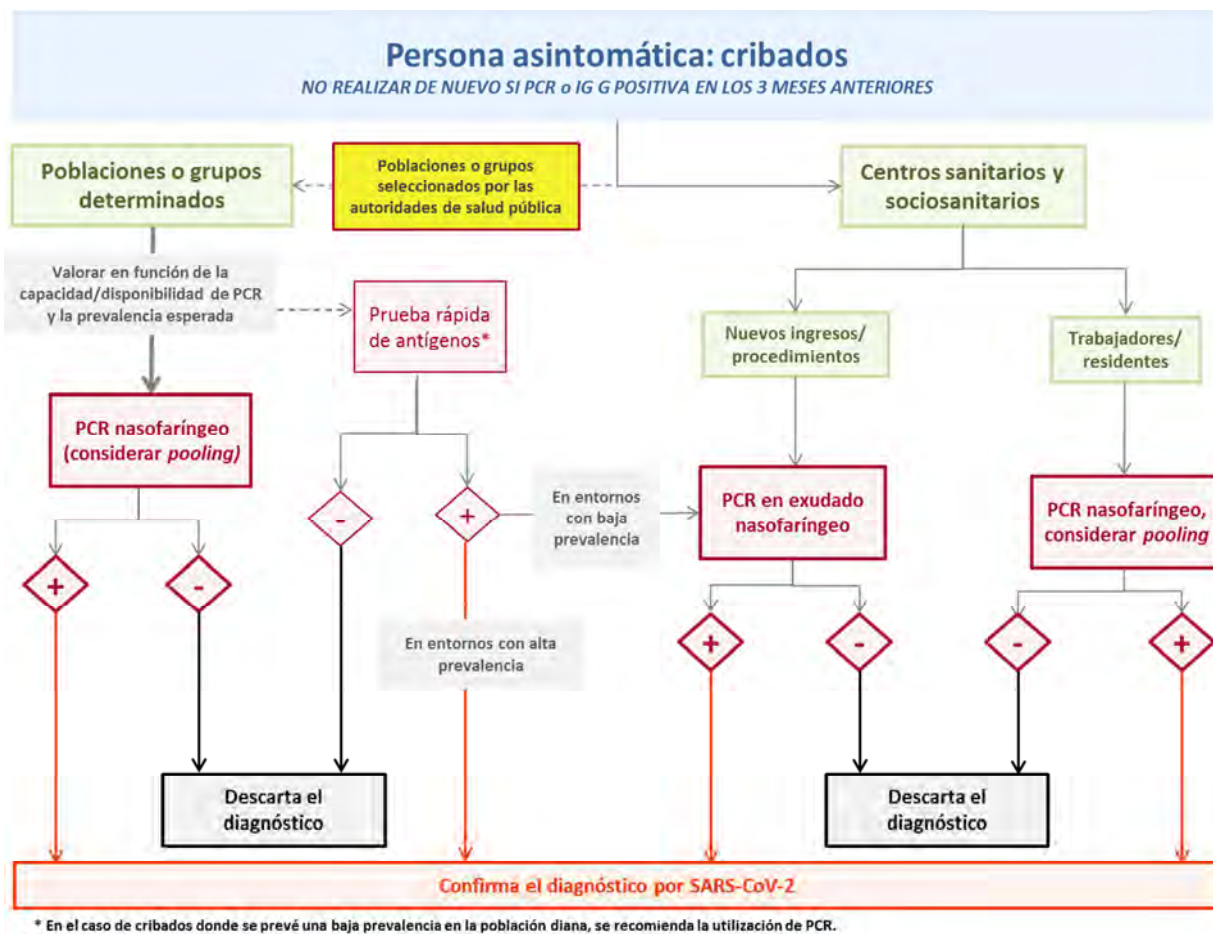 Persona asintomática: cribados
NO REALIZAR DE NUEVO SI PCR o IG G POSITIVA EN LOS 3 MESES ANTERIORES
Poblaciones o grupos
determinados
Poblaciones o grupos
seleccionados por las
autoridades de salud pública
Centros sanitarios y
sociosanitarios
Valorar en función de la
capacidad/disponibilidad de PCR
y la prevalencia esperada
Prueba rápida
de antígenos*
Nuevos ingresos/
procedimientos
Trabajadores/
residentes
PCR nasofaríngeo
(considerar pooling)
-
+
En entornos
con baja
prevalencia
PCR en exudado
nasofaríngeo
PCR nasofaríngeo,
considerar pooling
+
-
En entornos con alta
prevalencia
+
-
-
+
Descarta el
diagnóstico
Descarta el
diagnóstico
Confirma el diagnóstico por SARS-CoV-2
* En el caso de cribados donde se prevé una baja prevalencia en la población diana, se recomienda la utilización de PCR.